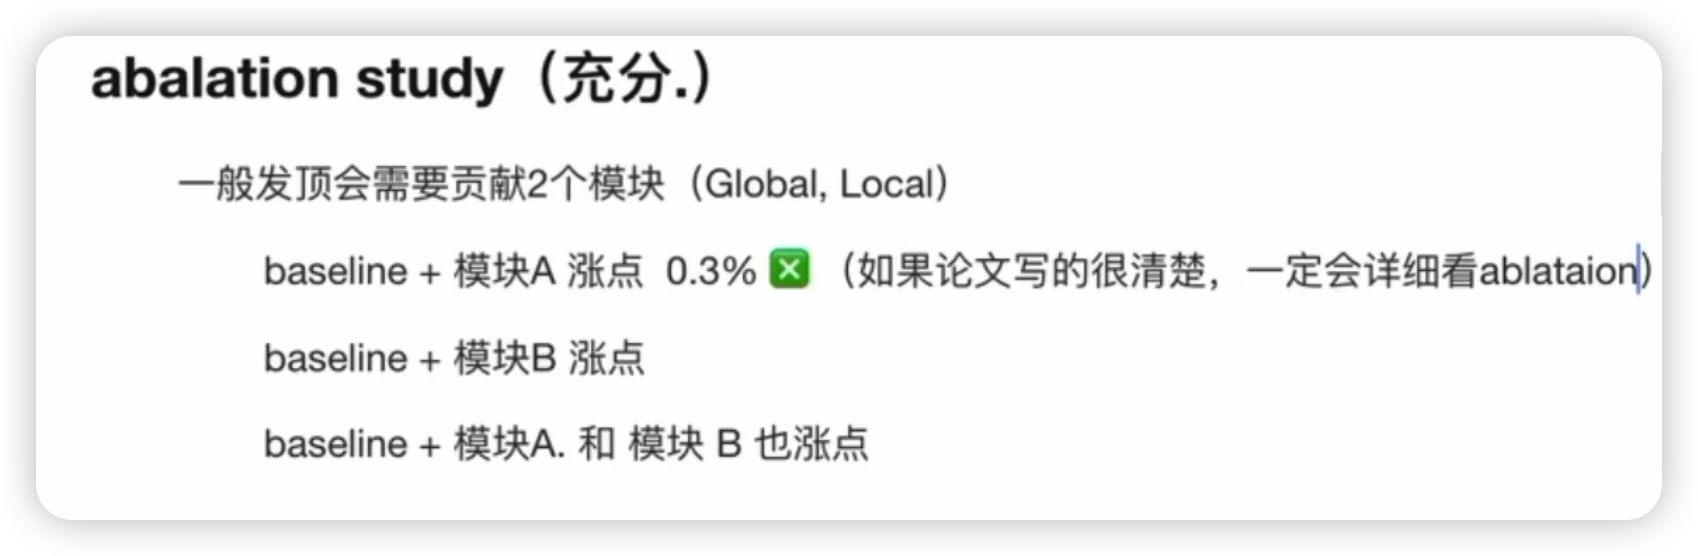 abalation study（充分.）
一般发顶会需要贡献2个模块（Global, Local）
baseline + 模块A 涨点  0.3% ❎ （如果论文写的很清楚，一定会详细看ablataion）
baseline + 模块B 涨点
baseline + 模块A. 和 模块 B 也涨点